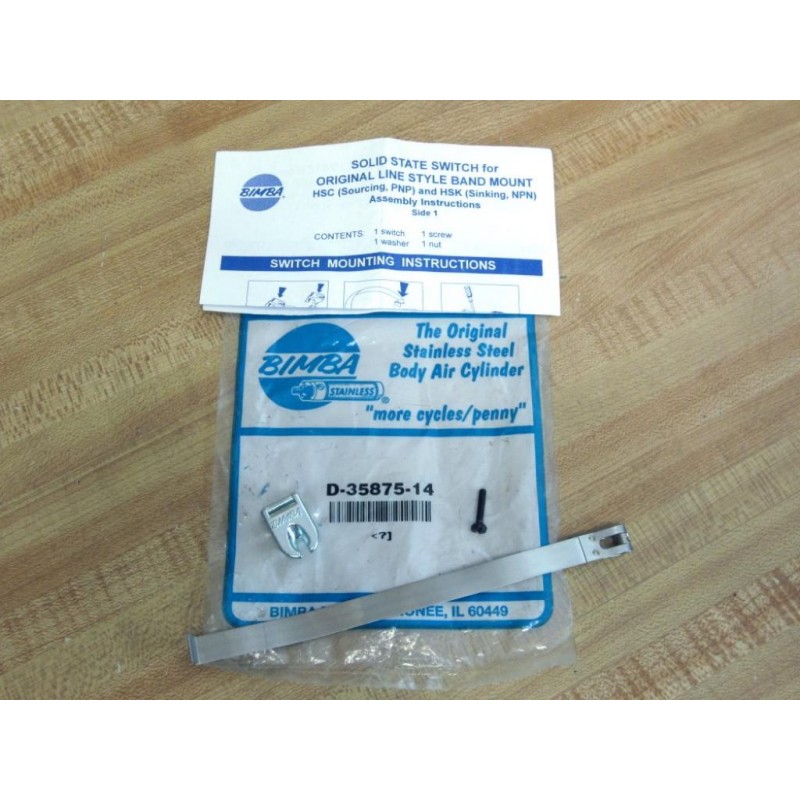 SOLID STATE SWITCH for
ORIGINAL LINE STYLE BAND MOUNT
HSC (Sourcing, PNP) and HSK (Sinking, NPN)
Assembly Instructions
Side 1
BIMBA®
CONTENTS: 1 switch 1 screw
1 washer 1 nut
SWITCH MOUNTING INSTRUCTIONS
The Original
Stainless Steel
Body Air Cylinder
BIMBA
STAINLESS®
"more cycles/penny"
D-35875-14
<?]
BIMBA
BIMBA IL 60449